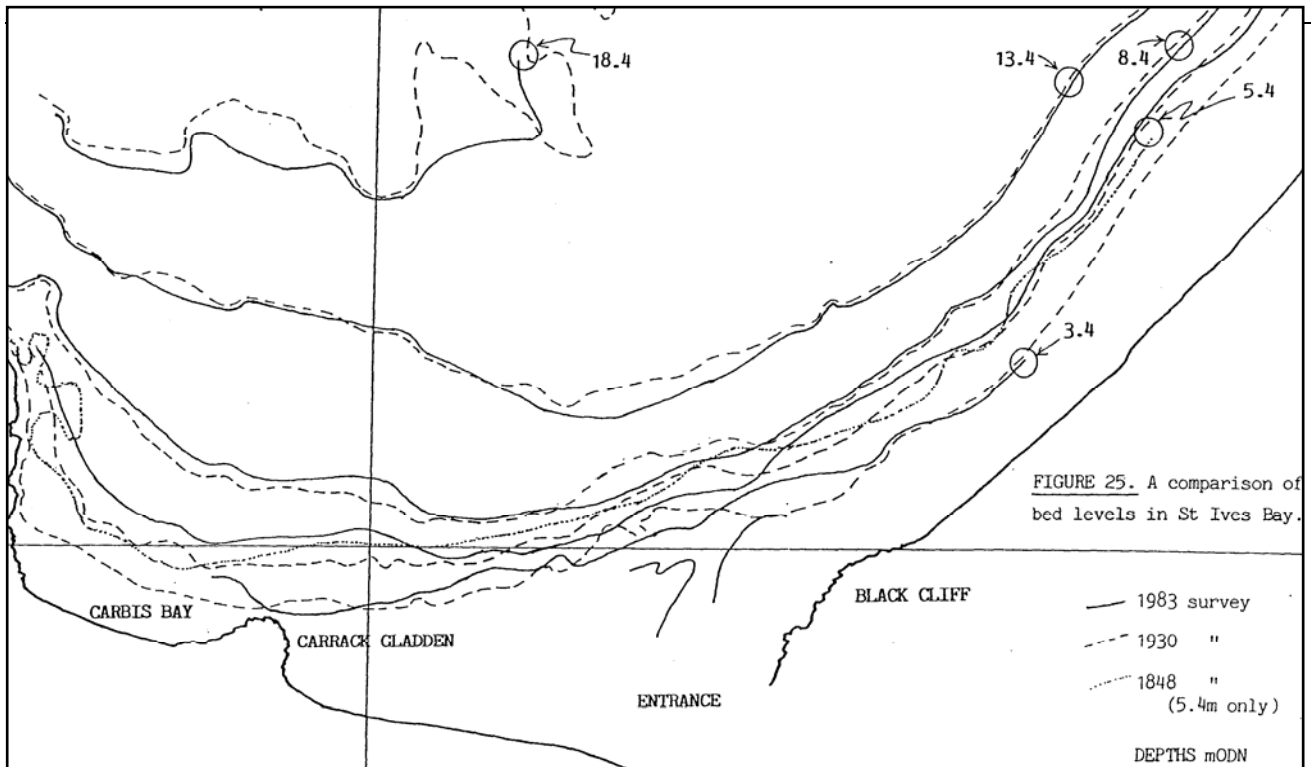 18.4
13.4
8.4
5.4
3.4
FIGURE 25. A comparison of
bed levels in St Ives Bay.
CARBIS BAY
CARRACK GLADDEN
ENTRANCE
BLACK CLIFF
1983 survey
1930 "
1848 "
(5.4m only)
DEPTHS mODN